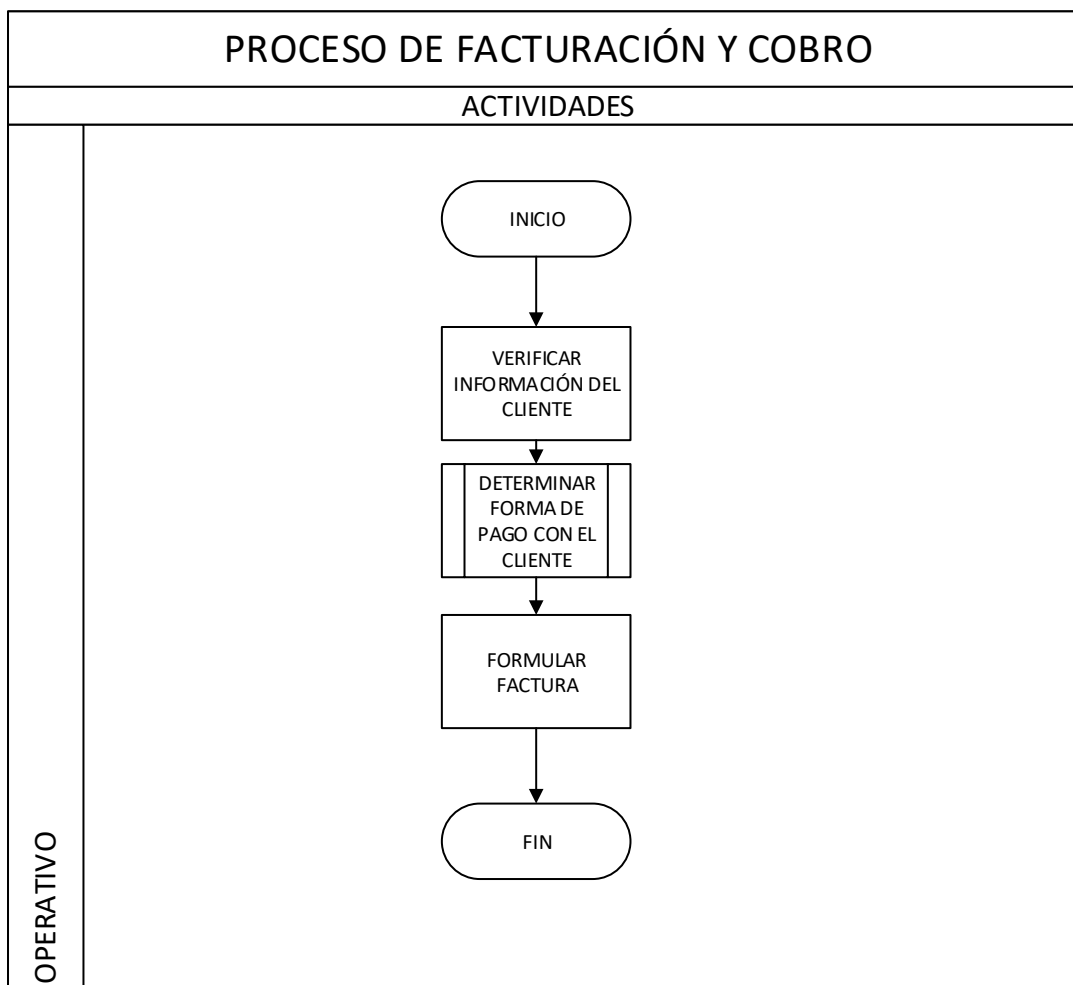 PROCESO DE FACTURACIÓN Y COBRO
ACTIVIDADES
INICIO
VERIFICAR
INFORMACIÓN DEL
CLIENTE
DETERMINAR
FORMA DE
PAGO CON EL
CLIENTE
FORMULAR
FACTURA
FIN
OPERATIVO